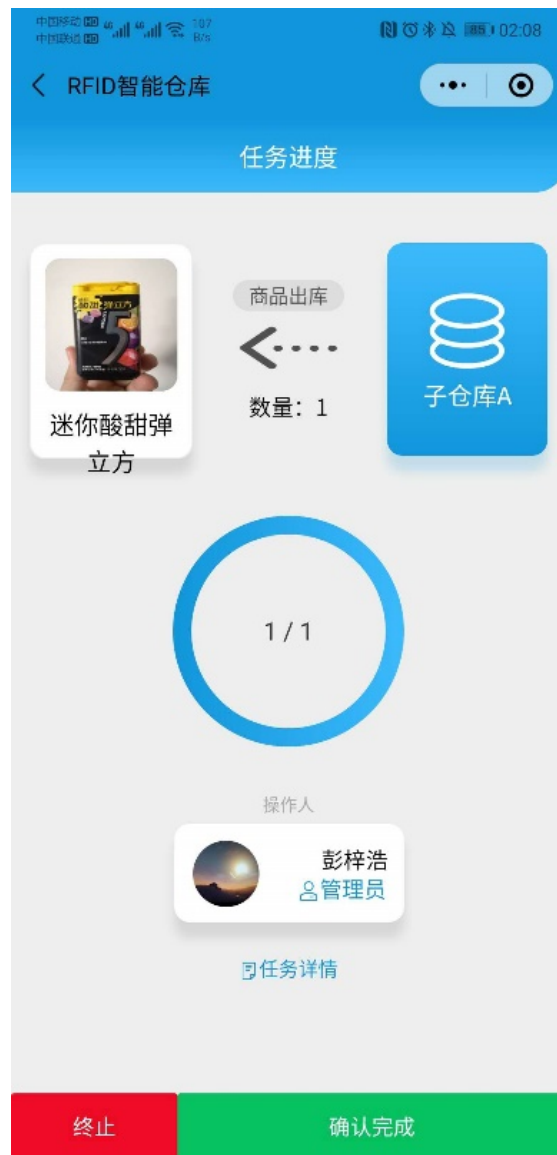 中国移动 HD 4G 4G 107
中国联通 HD B/s 02:08
RFID智能仓库
任务进度
商品出库
数量：1
迷你酸甜弹
立方
子仓库A
1 / 1
操作人
彭梓浩
管理员
任务详情
终止
确认完成